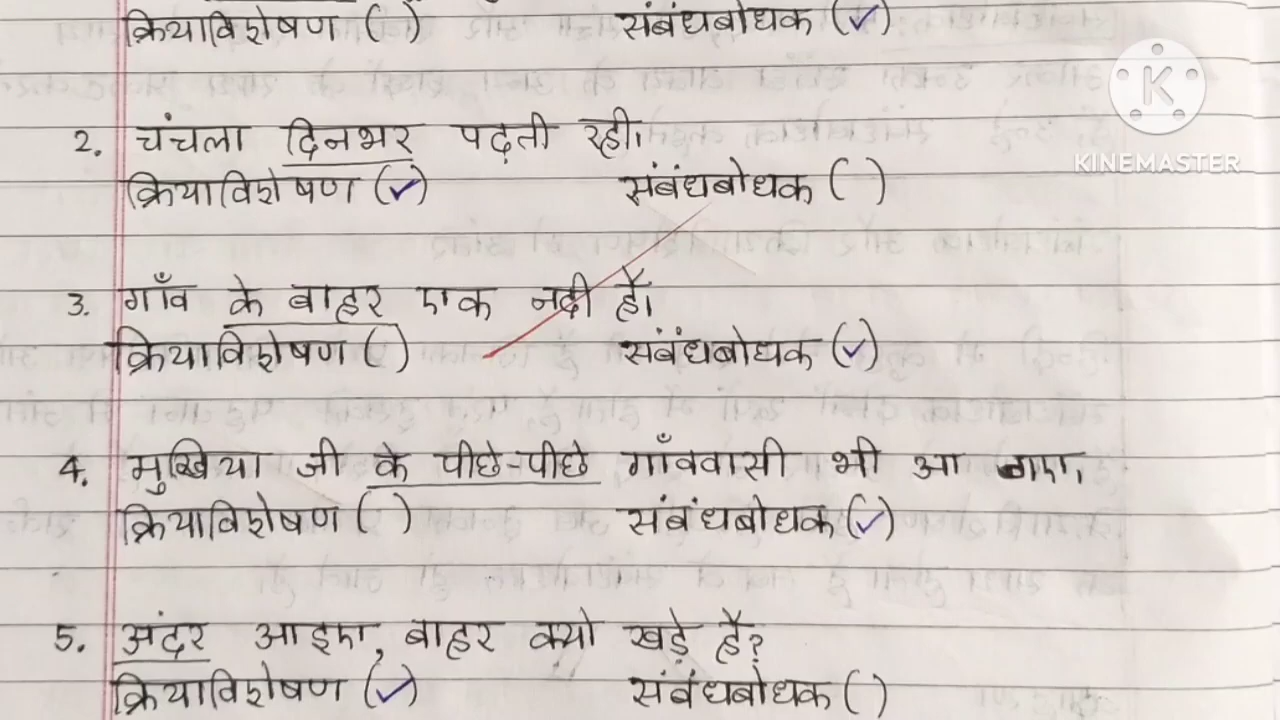 क्रियाविशेषण ( ) संबंधबोधक (✓)
K
KINEMASTER
2. चंचला दिनभर पढ़ती रही।
क्रियाविशेषण (✓) संबंधबोधक ( )
3. गाँव के बाहर एक नदी है।
क्रियाविशेषण ( ) संबंधबोधक (✓)
4. मुखिया जी के पीछे-पीछे गाँववासी भी आ गए।
क्रियाविशेषण ( ) संबंधबोधक (✓)
5. अंदर आइए, बाहर क्यो खड़े है?
क्रियाविशेषण (✓) संबंधबोधक ( )